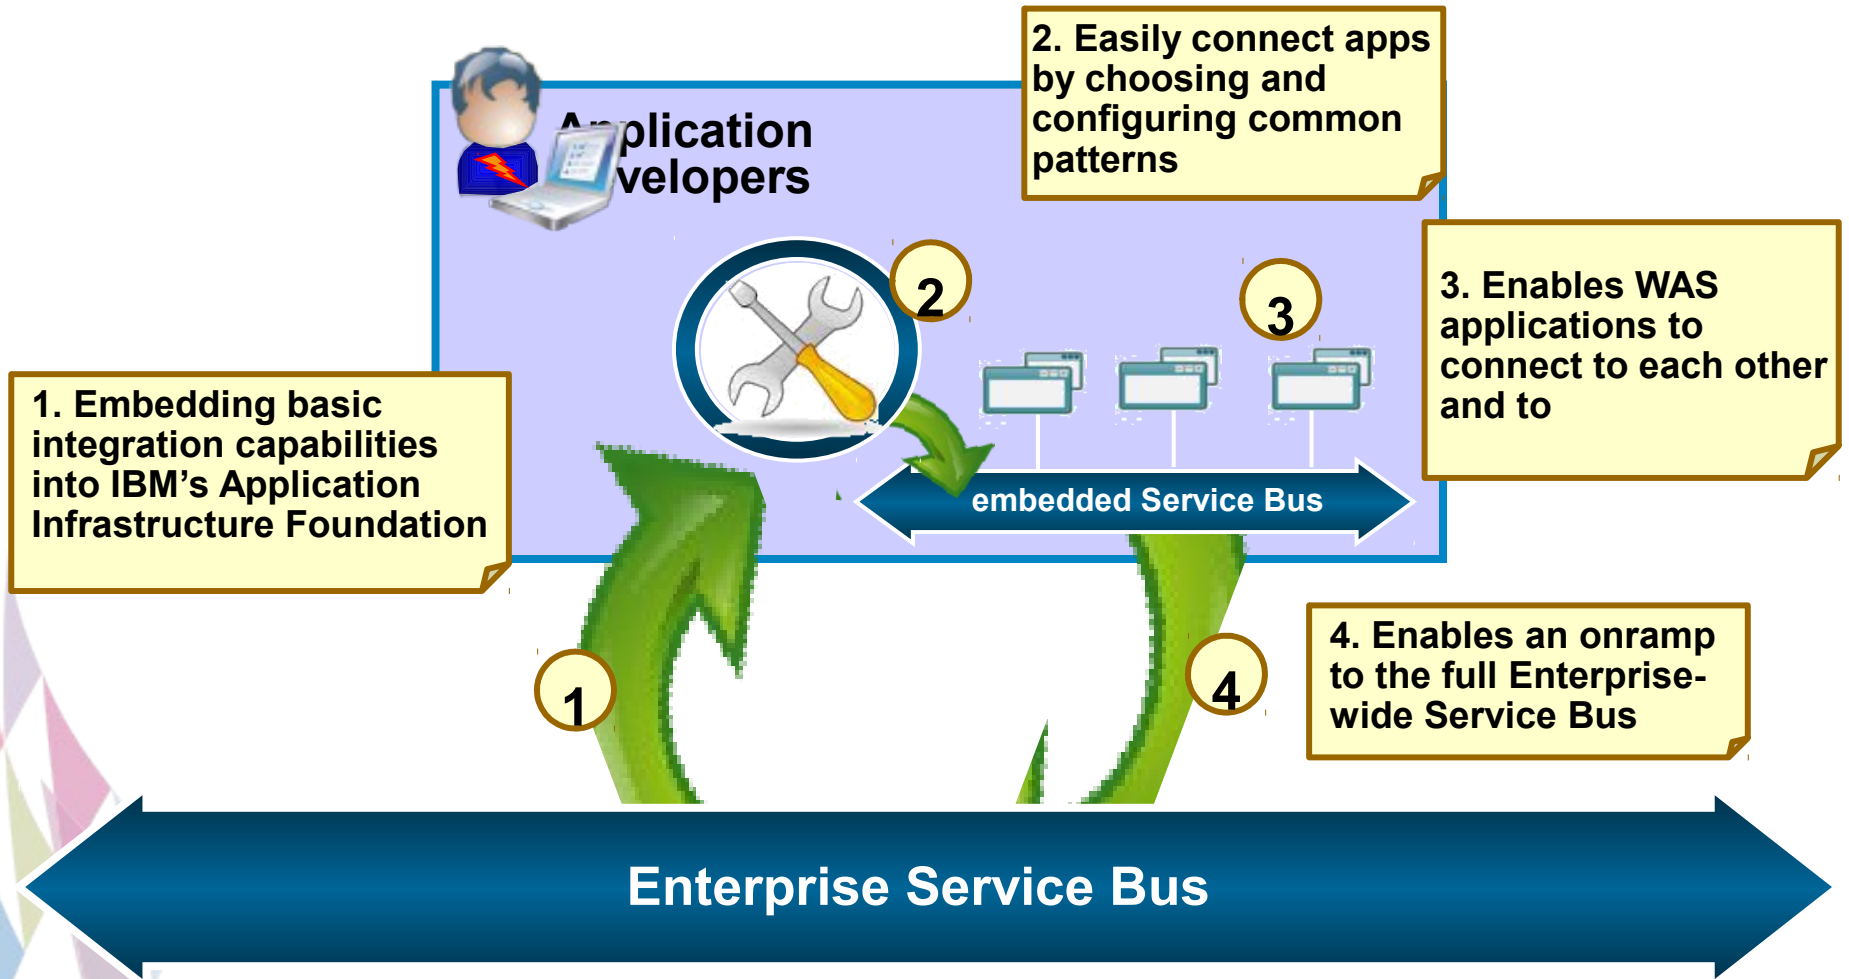 2. Easily connect apps
by choosing and
configuring common
patterns
Application
velopers
2
3
3. Enables WAS
applications to
connect to each other
and to
1. Embedding basic
integration capabilities
into IBM's Application
Infrastructure Foundation
embedded Service Bus
1
4
4. Enables an onramp
to the full Enterprise-
wide Service Bus
Enterprise Service Bus